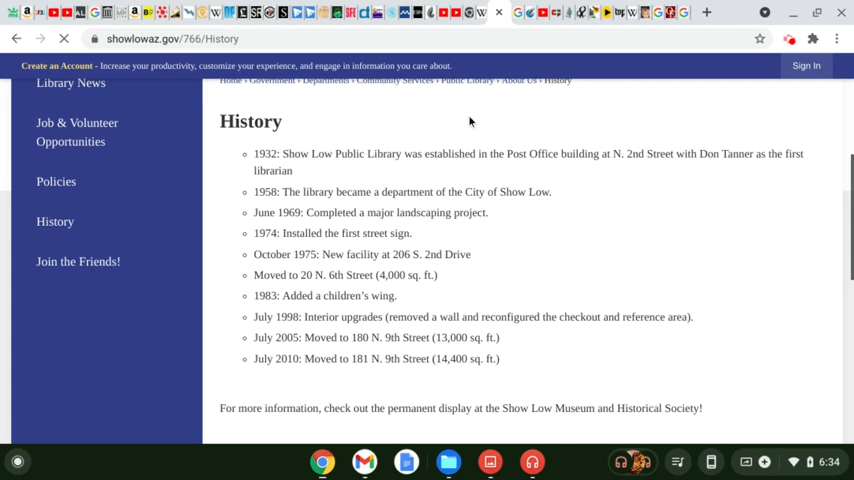 showlowaz.gov/766/History
Create an Account - Increase your productivity, customize your experience, and engage in information you care about.
Sign In
Library News
Home › Government › Departments › Community Services › Public Library › About Us › History
Job & Volunteer
Opportunities
Policies
History
Join the Friends!
History
1932: Show Low Public Library was established in the Post Office building at N. 2nd Street with Don Tanner as the first
librarian
1958: The library became a department of the City of Show Low.
June 1969: Completed a major landscaping project.
1974: Installed the first street sign.
October 1975: New facility at 206 S. 2nd Drive
Moved to 20 N. 6th Street (4,000 sq. ft.)
1983: Added a children’s wing.
July 1998: Interior upgrades (removed a wall and reconfigured the checkout and reference area).
July 2005: Moved to 180 N. 9th Street (13,000 sq. ft.)
July 2010: Moved to 181 N. 9th Street (14,400 sq. ft.)
For more information, check out the permanent display at the Show Low Museum and Historical Society!
6:34